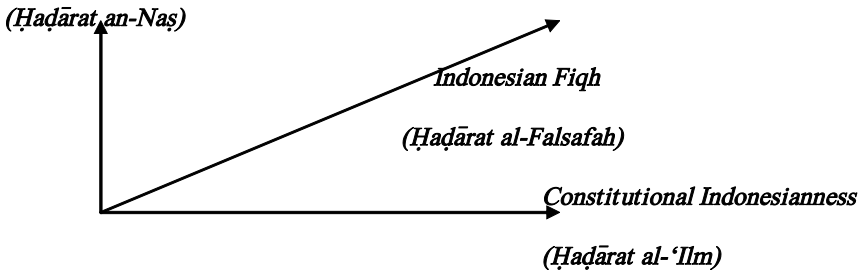 (Ḥaḍārat an-Naṣ)
Indonesian Fiqh
(Ḥaḍārat al-Falsafah)
Constitutional Indonesianness
(Ḥaḍārat al-‘Ilm)